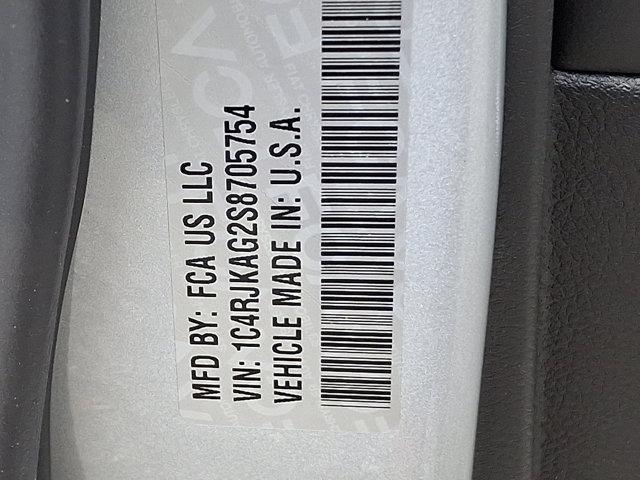 MFD BY: FCA US LLC
VIN: 1C4RJKAG2S8705754
VEHICLE MADE IN: U.S.A.